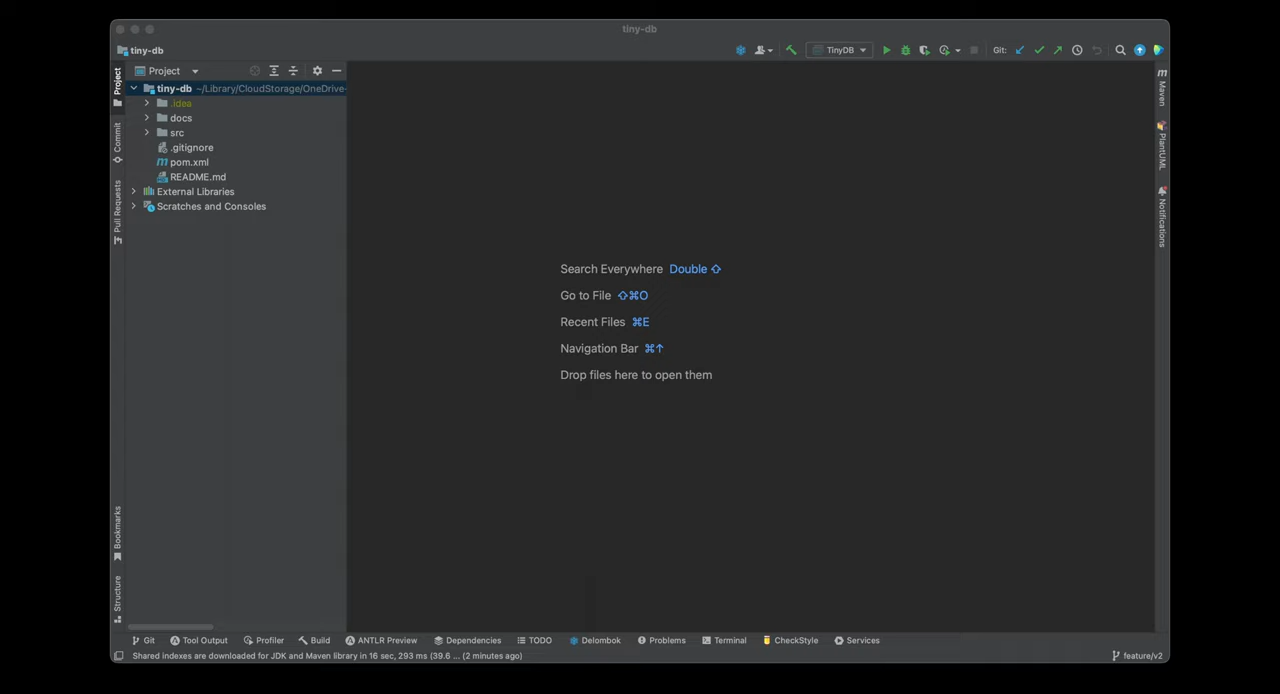 tiny-db
tiny-db
TinyDB
Git:
Project
tiny-db ~/Library/CloudStorage/OneDrive-
.idea
docs
src
.gitignore
pom.xml
README.md
External Libraries
Scratches and Consoles
Project
Commit
Pull Requests
Bookmarks
Structure
Search Everywhere Double ⇧
Go to File ⇧⌘O
Recent Files ⌘E
Navigation Bar ⌘↑
Drop files here to open them
Maven
PlantUML
Notifications
Git Tool Output Profiler Build ANTLR Preview Dependencies TODO Delombok Problems Terminal CheckStyle Services
Shared indexes are downloaded for JDK and Maven library in 16 sec, 293 ms (39.6 ... (2 minutes ago)
feature/v2